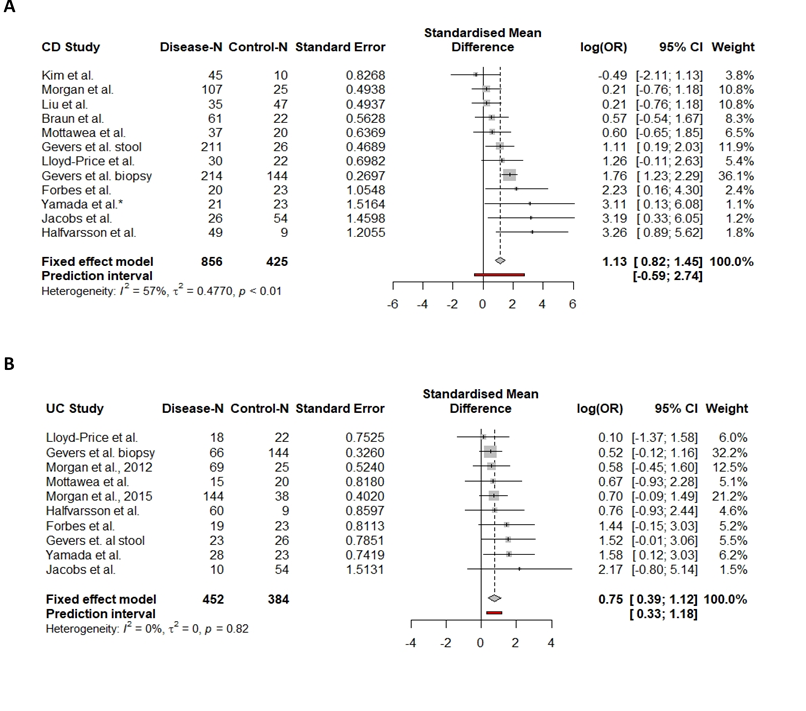 A
Standardised Mean
CD Study Disease-N Control-N Standard Error Difference log(OR) 95% CI Weight
Kim et al. 45 10 0.8268 -0.49 [-2.11; 1.13] 3.8%
Morgan et al. 107 25 0.4938 0.21 [-0.76; 1.18] 10.8%
Liu et al. 35 47 0.4937 0.21 [-0.76; 1.18] 10.8%
Braun et al. 61 22 0.5628 0.57 [-0.54; 1.67] 8.3%
Mottawea et al. 37 20 0.6369 0.60 [-0.65; 1.85] 6.5%
Gevers et al. stool 211 26 0.4689 1.11 [ 0.19; 2.03] 11.9%
Lloyd-Price et al. 30 22 0.6982 1.26 [-0.11; 2.63] 5.4%
Gevers et al. biopsy 214 144 0.2697 1.76 [ 1.23; 2.29] 36.1%
Forbes et al. 20 23 1.0548 2.23 [ 0.16; 4.30] 2.4%
Yamada et al.* 21 23 1.5164 3.11 [ 0.13; 6.08] 1.1%
Jacobs et al. 26 54 1.4598 3.19 [ 0.33; 6.05] 1.2%
Halfvarsson et al. 49 9 1.2055 3.26 [ 0.89; 5.62] 1.8%
Fixed effect model 856 425 1.13 [ 0.82; 1.45] 100.0%
Prediction interval [-0.59; 2.74]
Heterogeneity: I² = 57%, τ² = 0.4770, p < 0.01
-6 -4 -2 0 2 4 6
B
Standardised Mean
UC Study Disease-N Control-N Standard Error Difference log(OR) 95% CI Weight
Lloyd-Price et al. 18 22 0.7525 0.10 [-1.37; 1.58] 6.0%
Gevers et al. biopsy 66 144 0.3260 0.52 [-0.12; 1.16] 32.2%
Morgan et al., 2012 69 25 0.5240 0.58 [-0.45; 1.60] 12.5%
Mottawea et al. 15 20 0.8180 0.67 [-0.93; 2.28] 5.1%
Morgan et al., 2015 144 38 0.4020 0.70 [-0.09; 1.49] 21.2%
Halfvarsson et al. 60 9 0.8597 0.76 [-0.93; 2.44] 4.6%
Forbes et al. 19 23 0.8113 1.44 [-0.15; 3.03] 5.2%
Gevers et. al stool 23 26 0.7851 1.52 [-0.01; 3.06] 5.5%
Yamada et al. 28 23 0.7419 1.58 [ 0.12; 3.03] 6.2%
Jacobs et al. 10 54 1.5131 2.17 [-0.80; 5.14] 1.5%
Fixed effect model 452 384 0.75 [ 0.39; 1.12] 100.0%
Prediction interval [ 0.33; 1.18]
Heterogeneity: I² = 0%, τ² = 0, p = 0.82
-4 -2 0 2 4